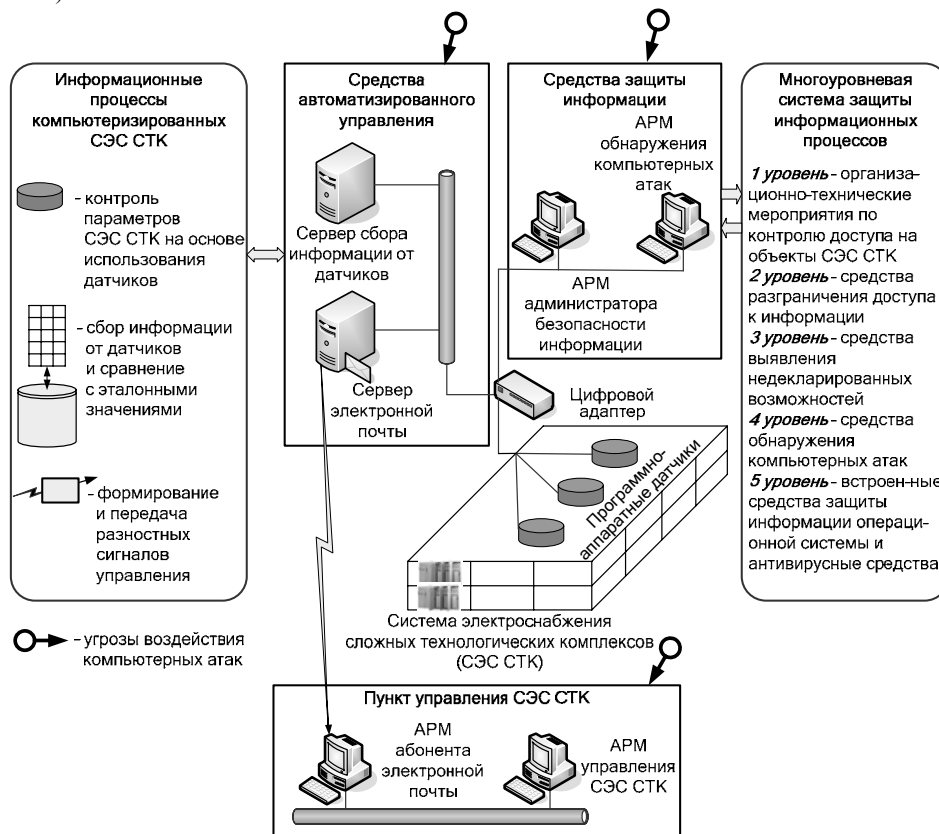 Информационные
процессы
компьютеризированных
СЭС СТК
- контроль
параметров
СЭС СТК на основе
использования
датчиков
- сбор информации
от датчиков
и сравнение
с эталонными
значениями
- формирование
и передача
разностных
сигналов
управления
- угрозы воздействия
компьютерных атак
Средства
автоматизированного
управления
Сервер сбора
информации от
датчиков
Сервер
электронной
почты
Средства защиты
информации
АРМ
обнаружения
компьютерных
атак
АРМ
администратора
безопасности
информации
Цифровой
адаптер
Программно-
аппаратные датчики
Система электроснабжения
сложных технологических комплексов
(СЭС СТК)
Многоуровневая
система защиты
информационных
процессов
1 уровень - организа-
ционно-технические
мероприятия по
контролю доступа на
объекты СЭС СТК
2 уровень - средства
разграничения доступа
к информации
3 уровень - средства
выявления
недекларированных
возможностей
4 уровень - средства
обнаружения
компьютерных атак
5 уровень - встроен-ные
средства защиты
информации операци-
онной системы и
антивирусные средства
Пункт управления СЭС СТК
АРМ
абонента
электронной
почты
АРМ
управления
СЭС СТК